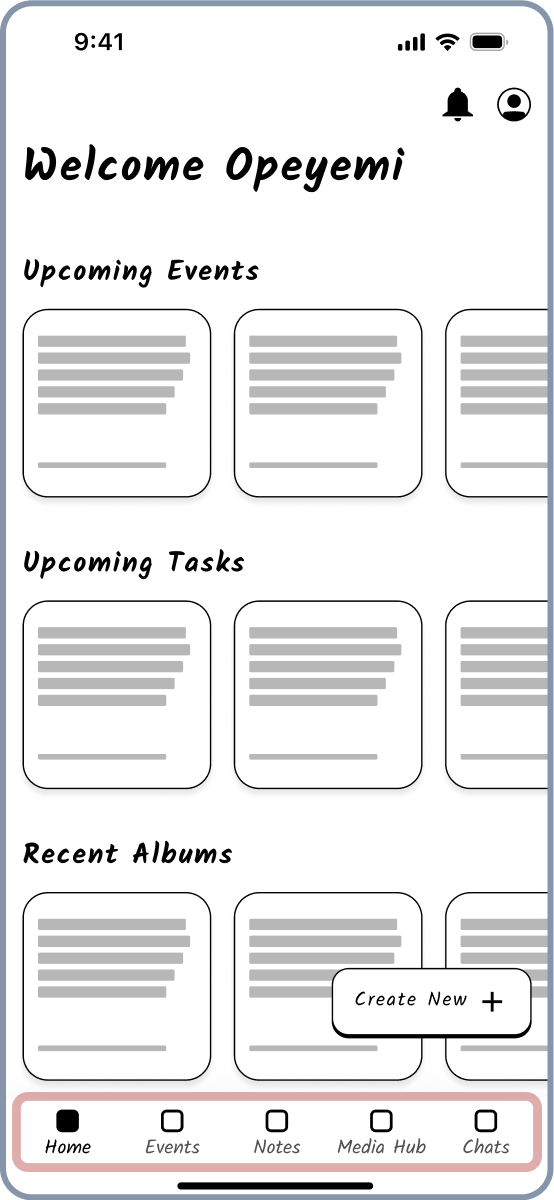 9:41
Welcome Opeyemi
Upcoming Events
Upcoming Tasks
Recent Albums
Create New +
Home Events Notes Media Hub Chats